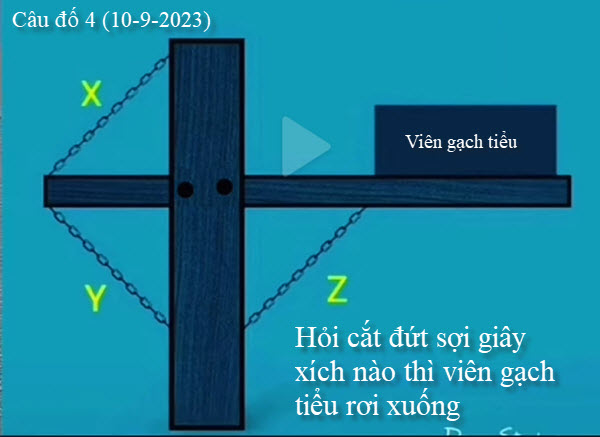 Câu đố 4 (10-9-2023)
X
Viên gạch tiểu
Y
Z
Hỏi cắt đứt sợi giây
xích nào thì viên gạch
tiểu rơi xuống